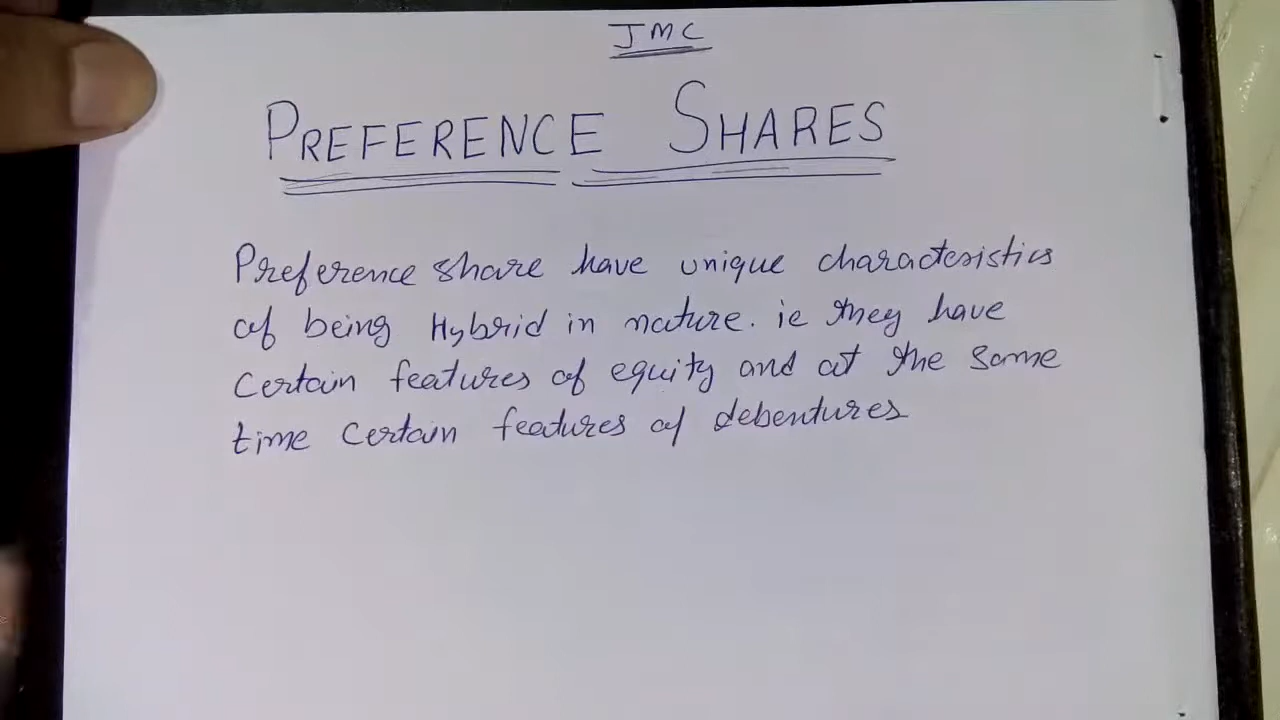 JMC
PREFERENCE SHARES
Preference share have unique characteristics
of being Hybrid in nature. ie they have
Certain features of equity and at the same
time Certain features of debentures